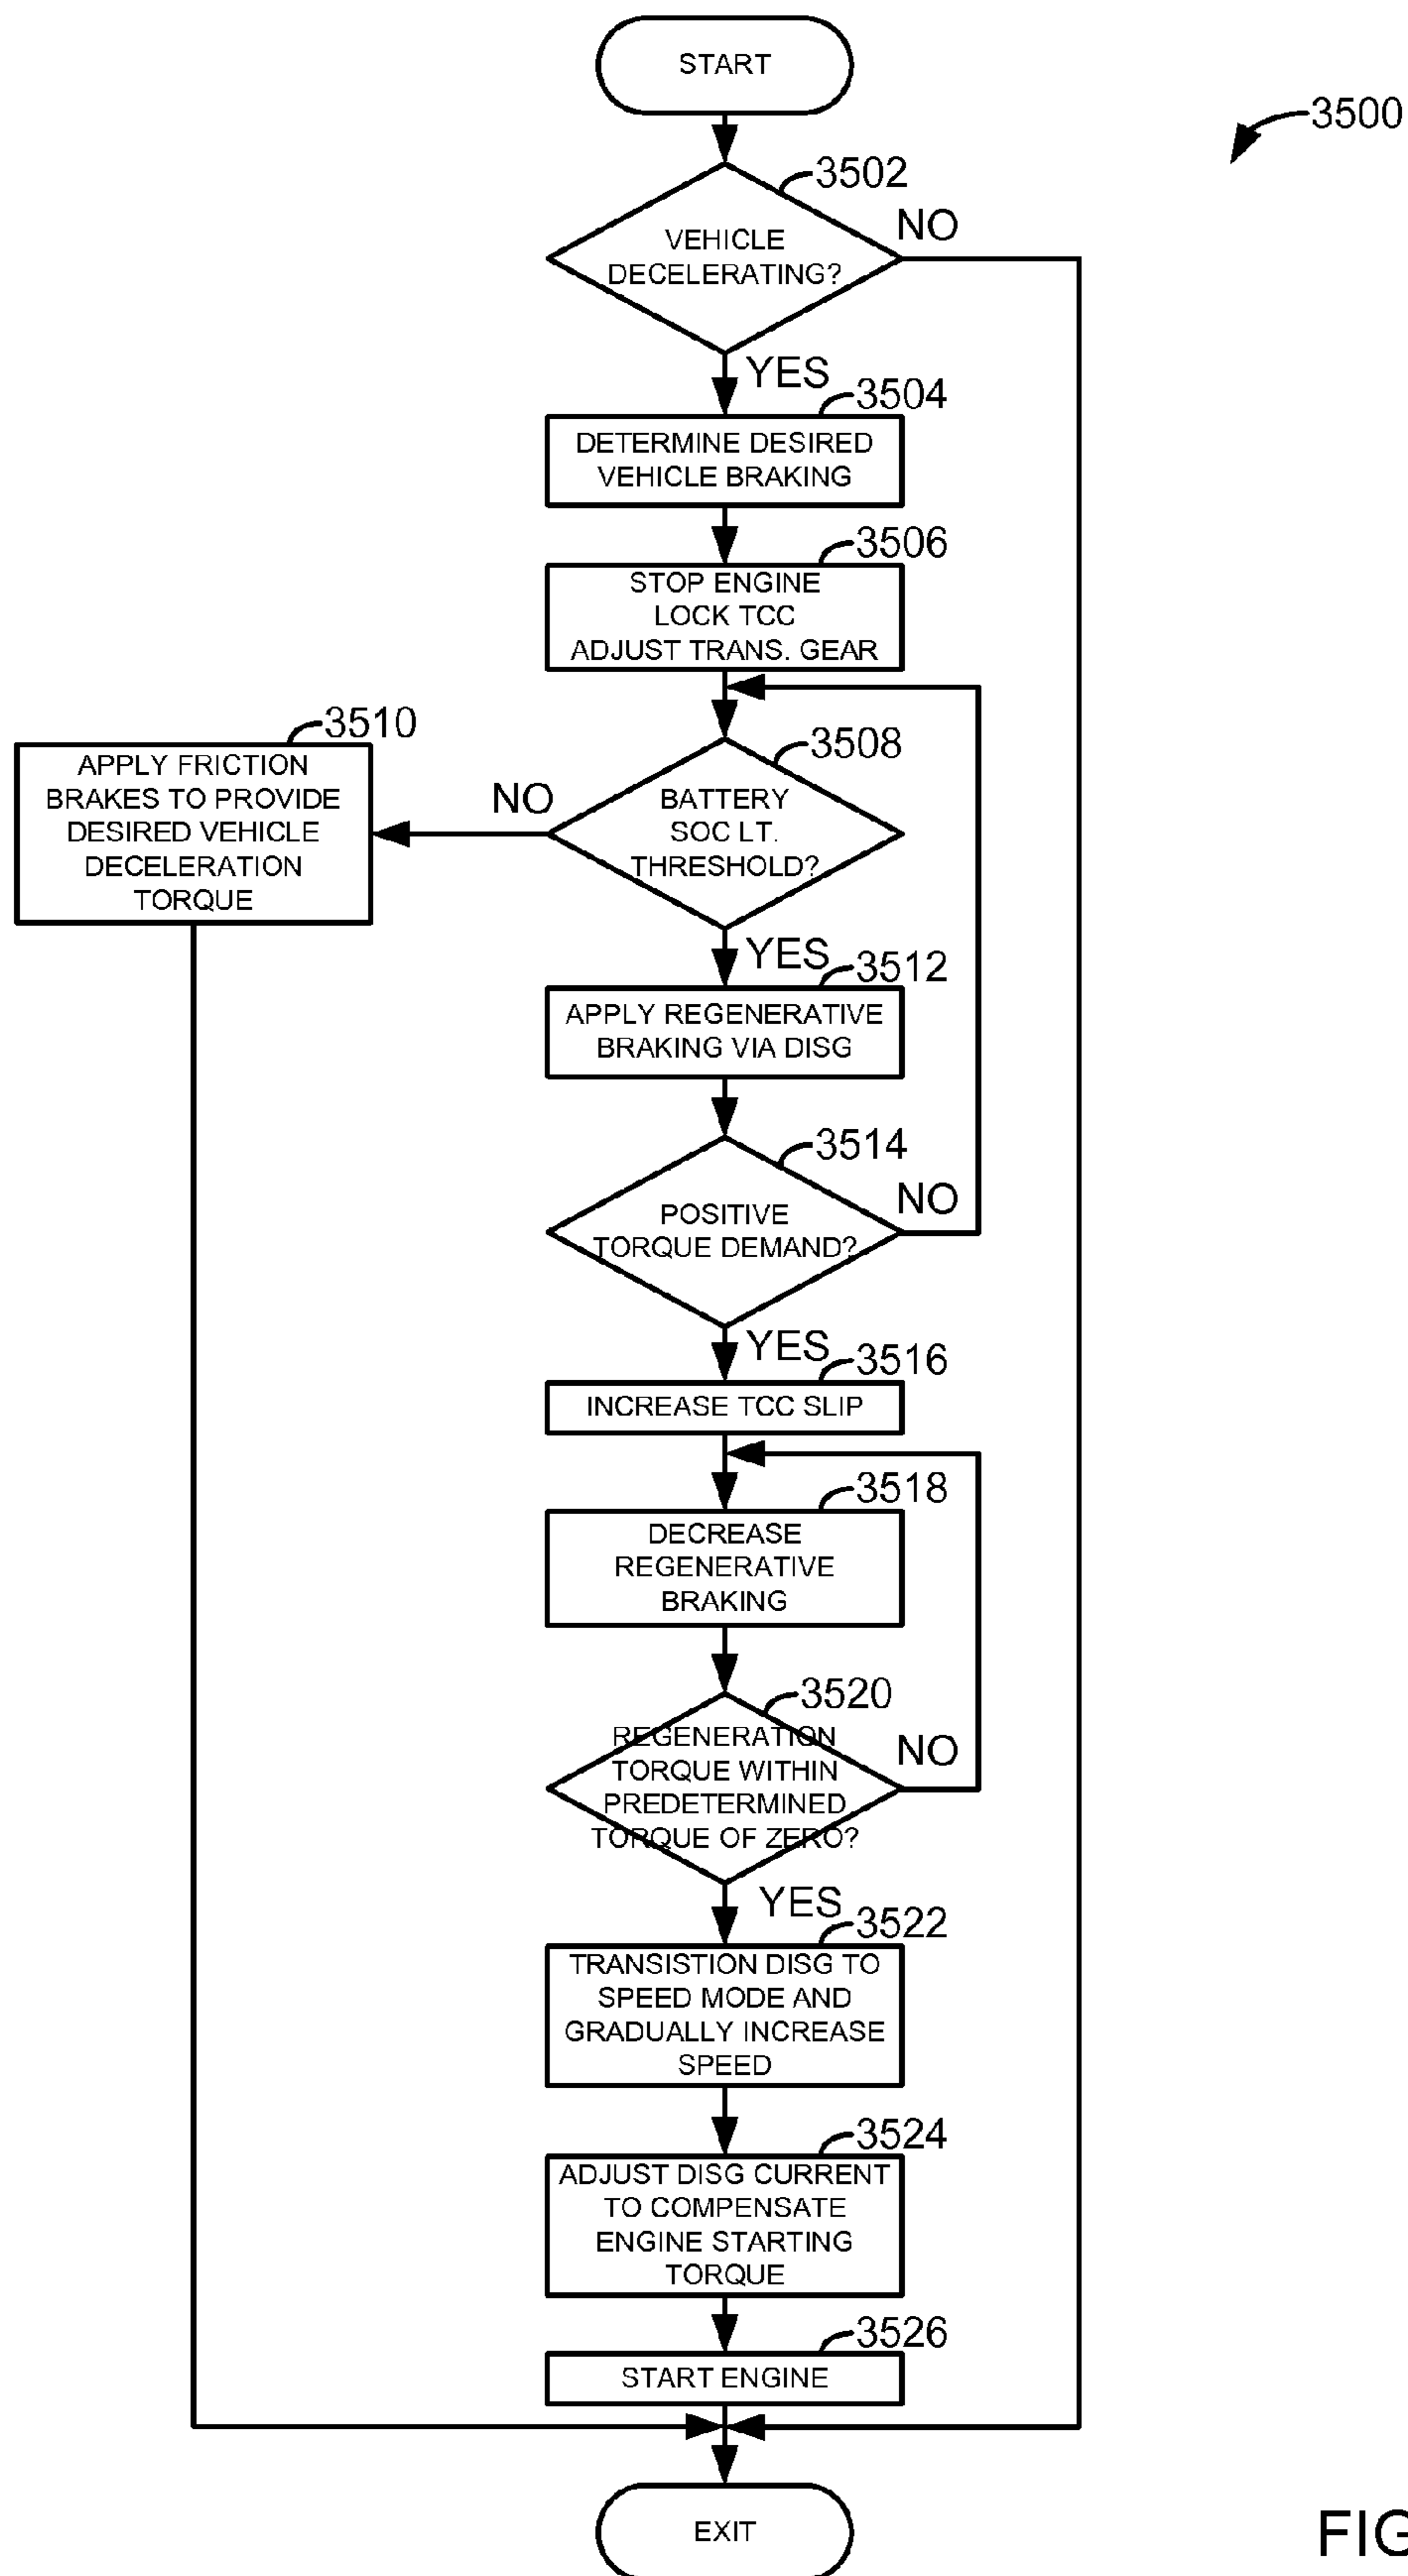 START
3500
3502
VEHICLE
DECELERATING?
NO
YES
3504
DETERMINE DESIRED
VEHICLE BRAKING
3506
STOP ENGINE
LOCK TCC
ADJUST TRANS. GEAR
3510
APPLY FRICTION
BRAKES TO PROVIDE
DESIRED VEHICLE
DECELERATION
TORQUE
NO
3508
BATTERY
SOC LT.
THRESHOLD?
YES
3512
APPLY REGENERATIVE
BRAKING VIA DISG
3514
POSITIVE
TORQUE DEMAND?
NO
YES
3516
INCREASE TCC SLIP
3518
DECREASE
REGENERATIVE
BRAKING
3520
REGENERATION
TORQUE WITHIN
PREDETERMINED
TORQUE OF ZERO?
NO
YES
3522
TRANSISTION DISG TO
SPEED MODE AND
GRADUALLY INCREASE
SPEED
3524
ADJUST DISG CURRENT
TO COMPENSATE
ENGINE STARTING
TORQUE
3526
START ENGINE
EXIT